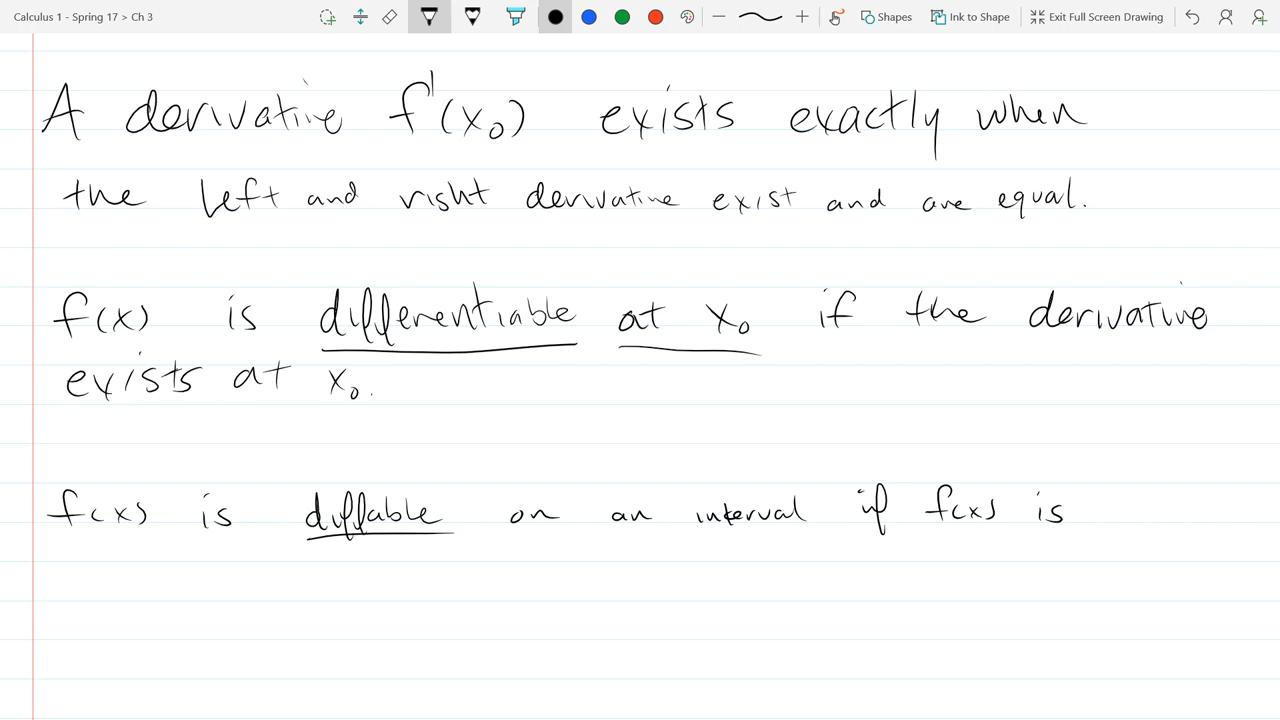 Calculus 1 - Spring 17 > Ch 3
Shapes
Ink to Shape
Exit Full Screen Drawing
A derivative f'(x₀) exists exactly when
the left and right derivative exist and are equal.
f(x) is differentiable at x₀ if the derivative
exists at x₀.
f(x) is diffable on an interval if f(x) is